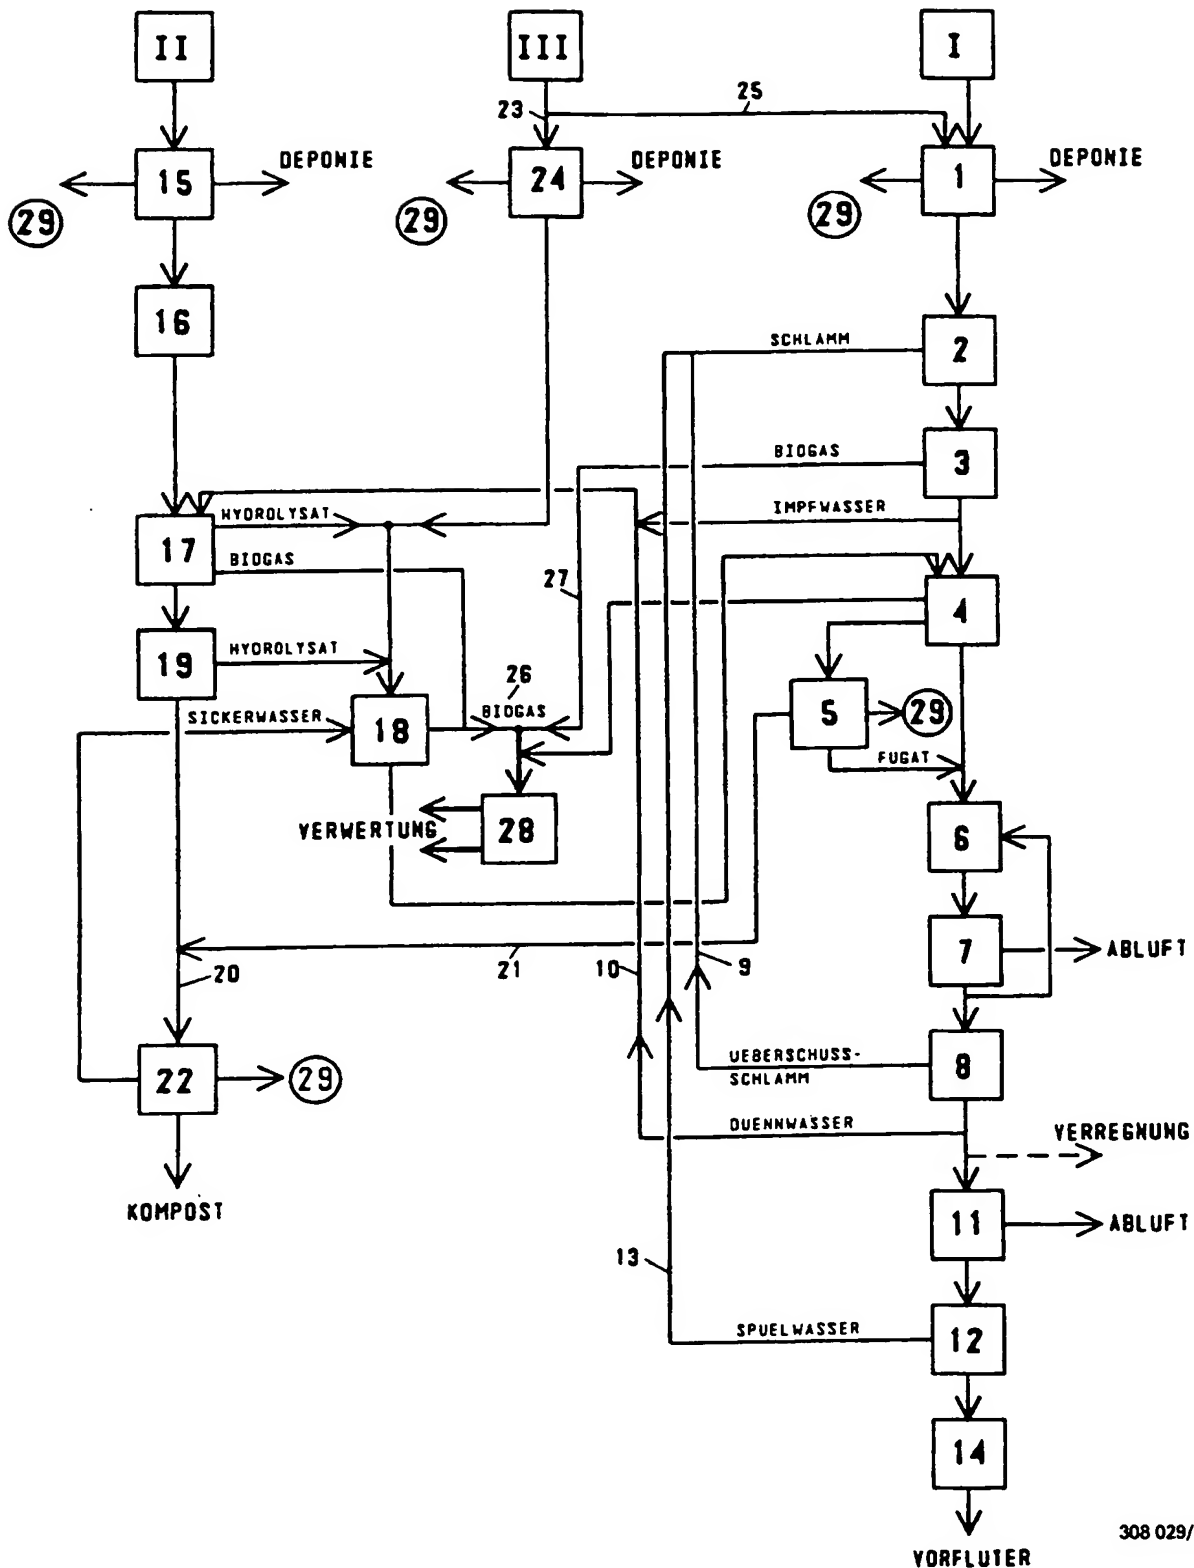 II
III
I
25
23
DEPONIE
DEPONIE
DEPONIE
15
24
1
29
29
29
16
2
SCHLAMM
3
BIOGAS
IMPFWASSER
HYDROLYSAT
17
BIOGAS
27
4
19
HYDROLYSAT
26
SICKERWASSER
BIOGAS
18
5
29
FUGAT
VERWERTUNG
28
6
7
ABLUFT
20
21
10
9
UEBERSCHUSS-
SCHLAMM
8
22
29
DUENNWASSER
VERREGNUNG
KOMPOST
11
ABLUFT
13
SPUELWASSER
12
14
308 029/
VORFLUTER